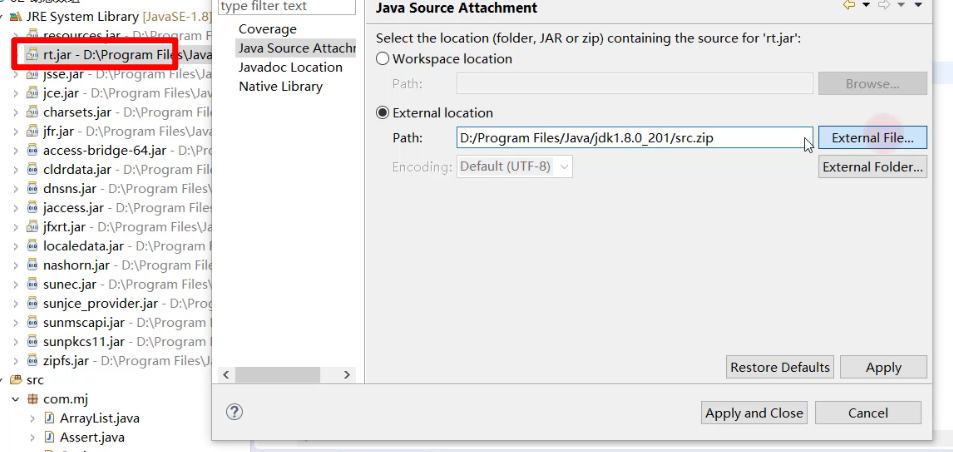 JRE System Library [JavaSE-1.8]
resources.jar - D:\Program F
rt.jar - D:\Program Files\Java
jsse.jar - D:\Program Files\Java
jce.jar - D:\Program Files\Jav
charsets.jar - D:\Program File
jfr.jar - D:\Program Files\Java
access-bridge-64.jar - D:\Pr
cldrdata.jar - D:\Program File
dnsns.jar - D:\Program Files\
jaccess.jar - D:\Program Files
jfxrt.jar - D:\Program Files\Ja
localedata.jar - D:\Program F
nashorn.jar - D:\Program File
sunec.jar - D:\Program Files\
sunjce_provider.jar - D:\Prog
sunmscapi.jar - D:\Program
sunpkcs11.jar - D:\Program F
zipfs.jar - D:\Program Files\J
src
com.mj
ArrayList.java
Assert.java
type filter text
Coverage
Java Source Attachr
Javadoc Location
Native Library
Java Source Attachment
Select the location (folder, JAR or zip) containing the source for 'rt.jar':
Workspace location
Path:
Browse...
External location
Path:
D:/Program Files/Java/jdk1.8.0_201/src.zip
External File...
Encoding:
Default (UTF-8)
External Folder...
Restore Defaults
Apply
Apply and Close
Cancel